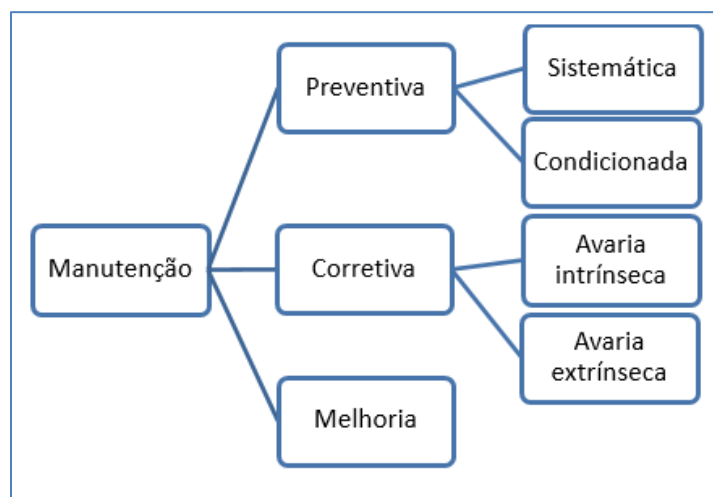 Manutenção
Preventiva
Sistemática
Condicionada
Corretiva
Avaria
intrínseca
Avaria
extrínseca
Melhoria